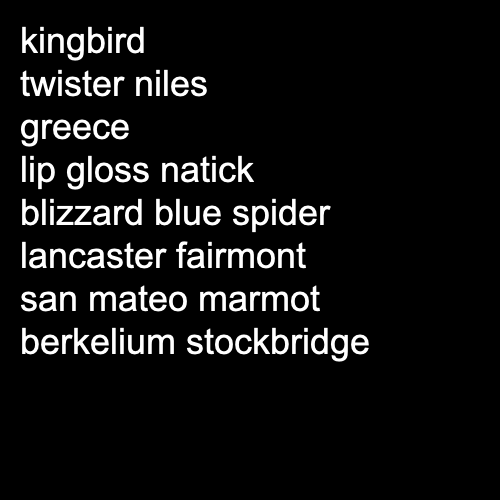 kingbird
twister niles
greece
lip gloss natick
blizzard blue spider
lancaster fairmont
san mateo marmot
berkelium stockbridge